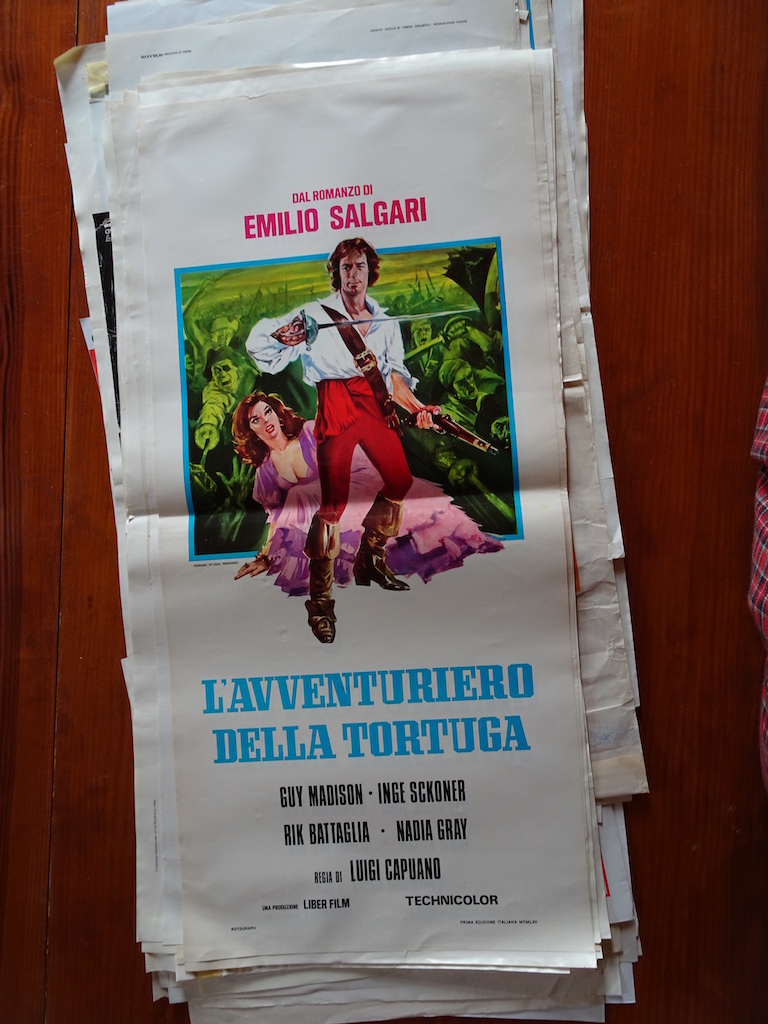 DAL ROMANZO DI
EMILIO SALGARI
L'AVVENTURIERO
DELLA TORTUGA
GUY MADISON · INGE SCKONER
RIK BATTAGLIA · NADIA GRAY
REGIA DI LUIGI CAPUANO
UNA PRODUZIONE LIBER FILM TECHNICOLOR
ROTOGRAPH